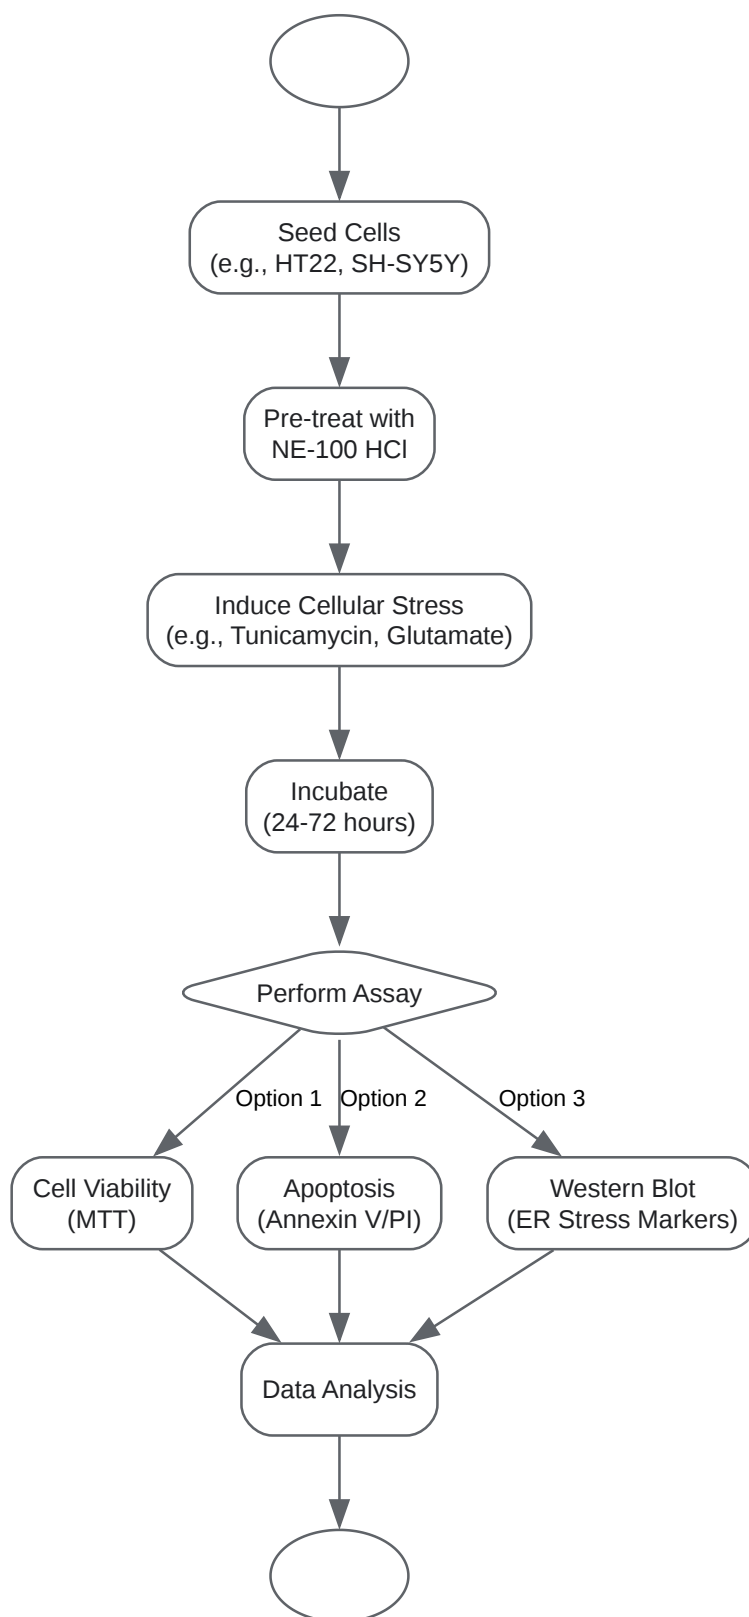 Seed Cells
(e.g., HT22, SH-SY5Y)
Pre-treat with
NE-100 HCl
Induce Cellular Stress
(e.g., Tunicamycin, Glutamate)
Incubate
(24-72 hours)
Perform Assay
Option 1
Option 2
Option 3
Cell Viability
(MTT)
Apoptosis
(Annexin V/PI)
Western Blot
(ER Stress Markers)
Data Analysis